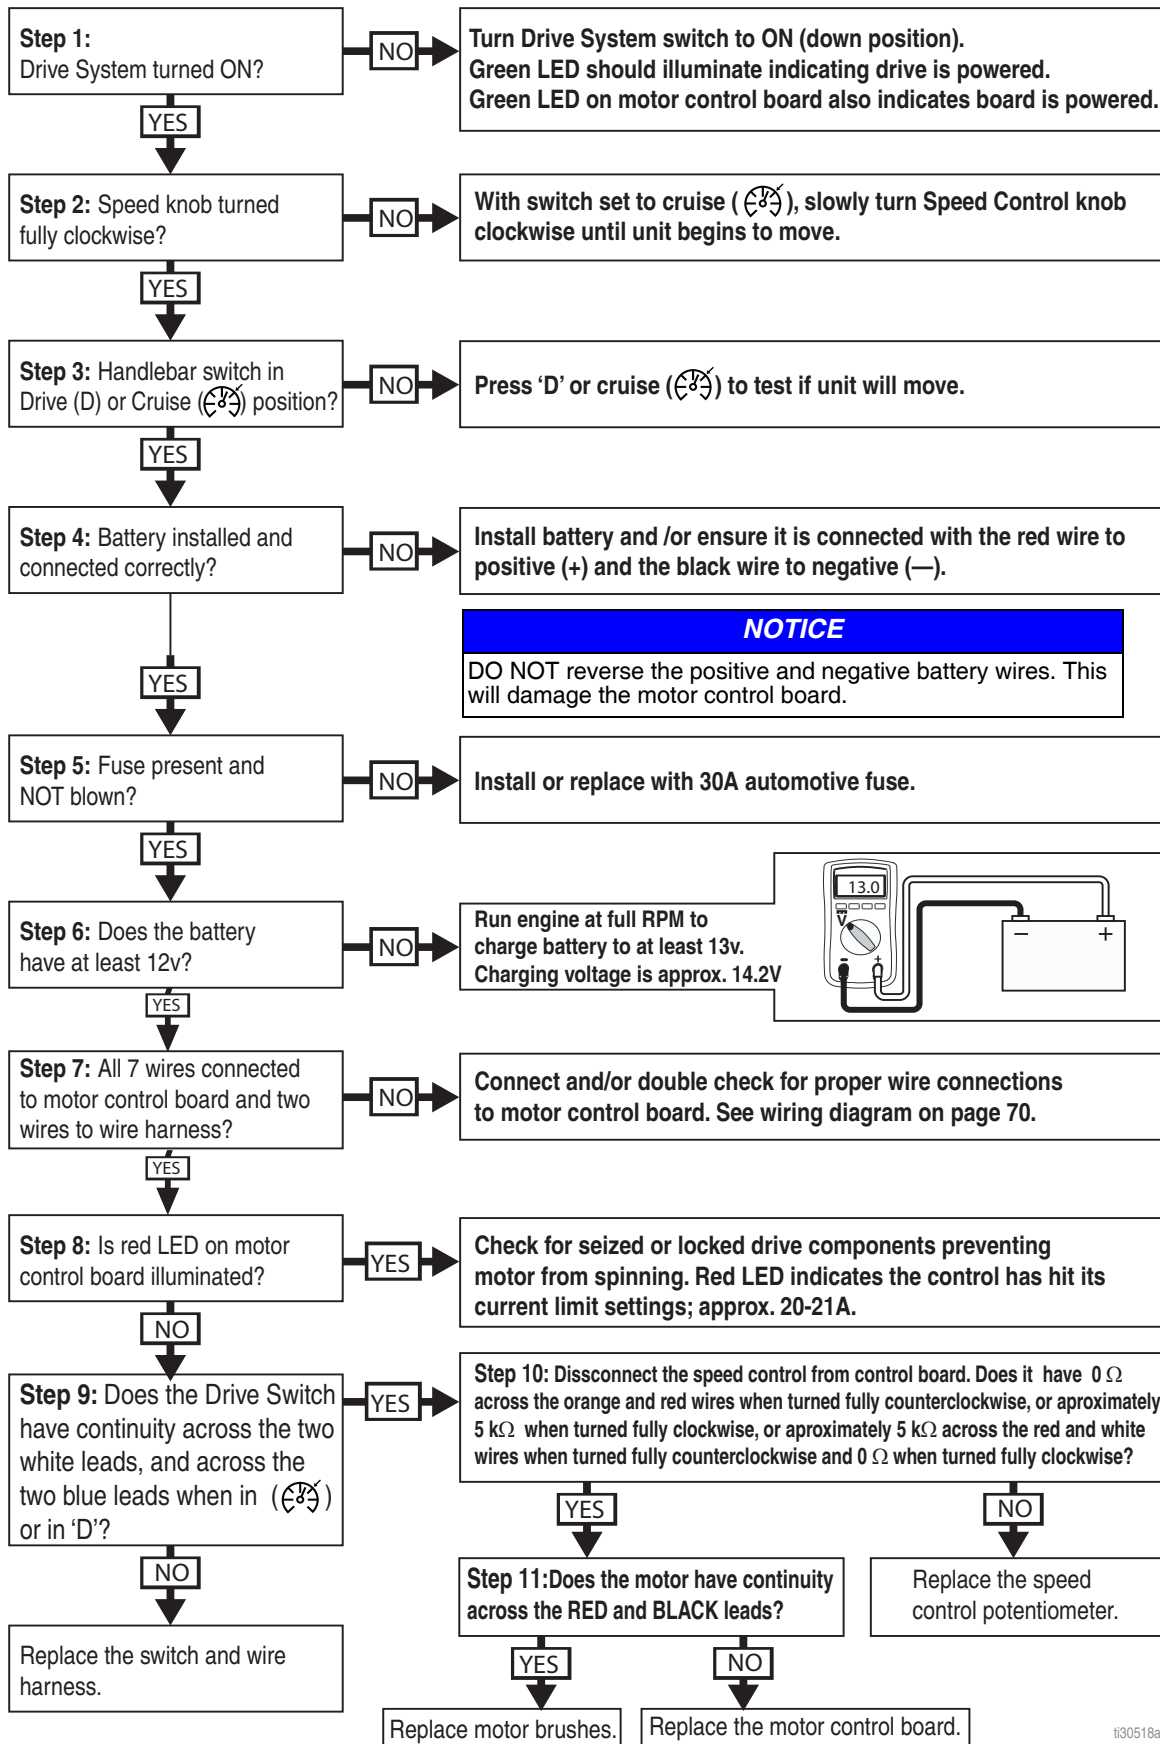 Step 1:
Drive System turned ON?
NO
Turn Drive System switch to ON (down position).
Green LED should illuminate indicating drive is powered.
Green LED on motor control board also indicates board is powered.
YES
Step 2: Speed knob turned
fully clockwise?
NO
With switch set to cruise ( ), slowly turn Speed Control knob
clockwise until unit begins to move.
YES
Step 3: Handlebar switch in
Drive (D) or Cruise ( ) position?
NO
Press ‘D’ or cruise ( ) to test if unit will move.
YES
Step 4: Battery installed and
connected correctly?
NO
Install battery and /or ensure it is connected with the red wire to
positive (+) and the black wire to negative (—).
NOTICE
DO NOT reverse the positive and negative battery wires. This
will damage the motor control board.
YES
Step 5: Fuse present and
NOT blown?
NO
Install or replace with 30A automotive fuse.
YES
Step 6: Does the battery
have at least 12v?
NO
Run engine at full RPM to
charge battery to at least 13v.
Charging voltage is approx. 14.2V
13.0
V
- +
− +
YES
Step 7: All 7 wires connected
to motor control board and two
wires to wire harness?
NO
Connect and/or double check for proper wire connections
to motor control board. See wiring diagram on page 70.
YES
Step 8: Is red LED on motor
control board illuminated?
YES
Check for seized or locked drive components preventing
motor from spinning. Red LED indicates the control has hit its
current limit settings; approx. 20-21A.
NO
Step 9: Does the Drive Switch
have continuity across the two
white leads, and across the
two blue leads when in ( )
or in ‘D’?
YES
Step 10: Dissconnect the speed control from control board. Does it have 0 Ω
across the orange and red wires when turned fully counterclockwise, or aproximately
5 kΩ when turned fully clockwise, or aproximately 5 kΩ across the red and white
wires when turned fully counterclockwise and 0 Ω when turned fully clockwise?
NO
Replace the switch and wire
harness.
YES
NO
Step 11:Does the motor have continuity
across the RED and BLACK leads?
Replace the speed
control potentiometer.
YES
NO
Replace motor brushes.
Replace the motor control board.
ti30518a